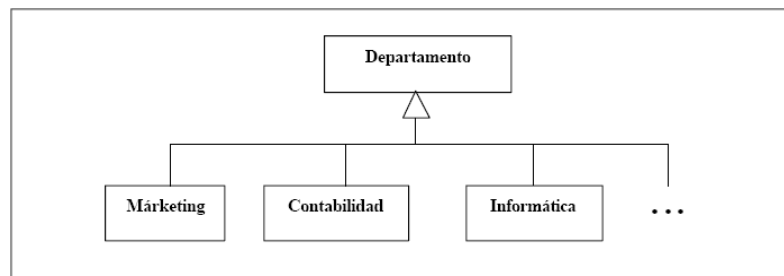 Departamento
Márketing
Contabilidad
Informática
...